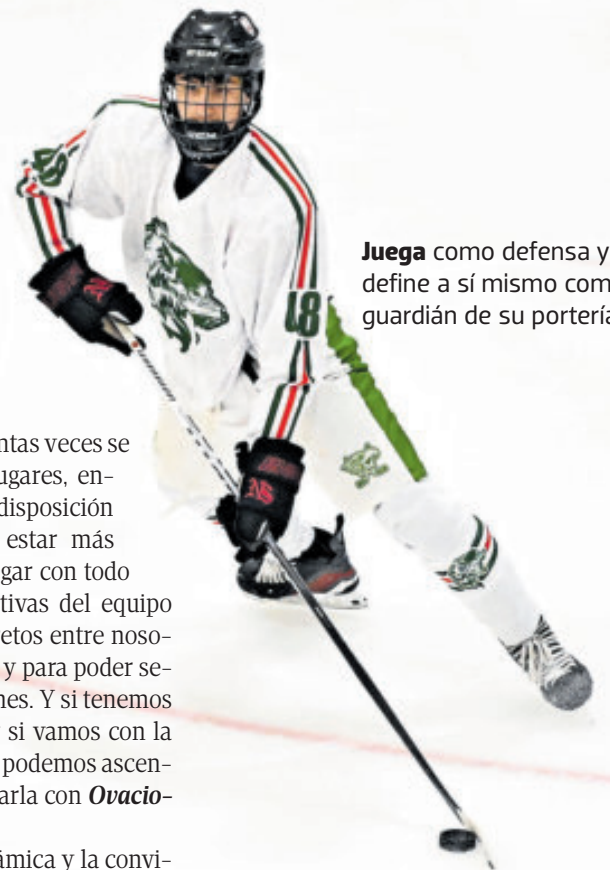 Juega como defensa y
define a sí mismo com
guardián de su portería
ntas veces se
ugares, en-
disposición
estar más
gar con todo
tivas del equipo
etos entre noso-
y para poder se-
nes. Y si tenemos
si vamos con la
podemos ascen-
arla con Ovacio-
ámica y la convi-
CCM
18